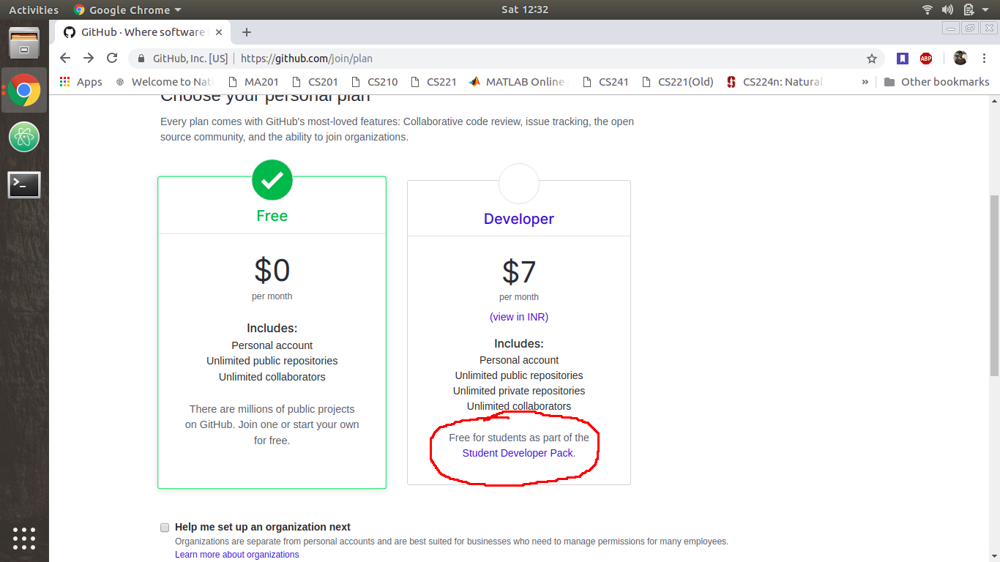 Activities Google Chrome Sat 12:32
GitHub · Where software
GitHub, Inc. [US] https://github.com/join/plan ABP
Apps Welcome to Nati MA201 CS201 CS210 CS221 MATLAB Online CS241 CS221(Old) CS224n: Natural » Other bookmarks
Choose your personal plan
Every plan comes with GitHub's most-loved features: Collaborative code review, issue tracking, the open
source community, and the ability to join organizations.
Free
$0
per month
Includes:
Personal account
Unlimited public repositories
Unlimited collaborators
There are millions of public projects
on GitHub. Join one or start your own
for free.
Developer
$7
per month
(view in INR)
Includes:
Personal account
Unlimited public repositories
Unlimited private repositories
Unlimited collaborators
Free for students as part of the
Student Developer Pack.
Help me set up an organization next
Organizations are separate from personal accounts and are best suited for businesses who need to manage permissions for many employees.
Learn more about organizations